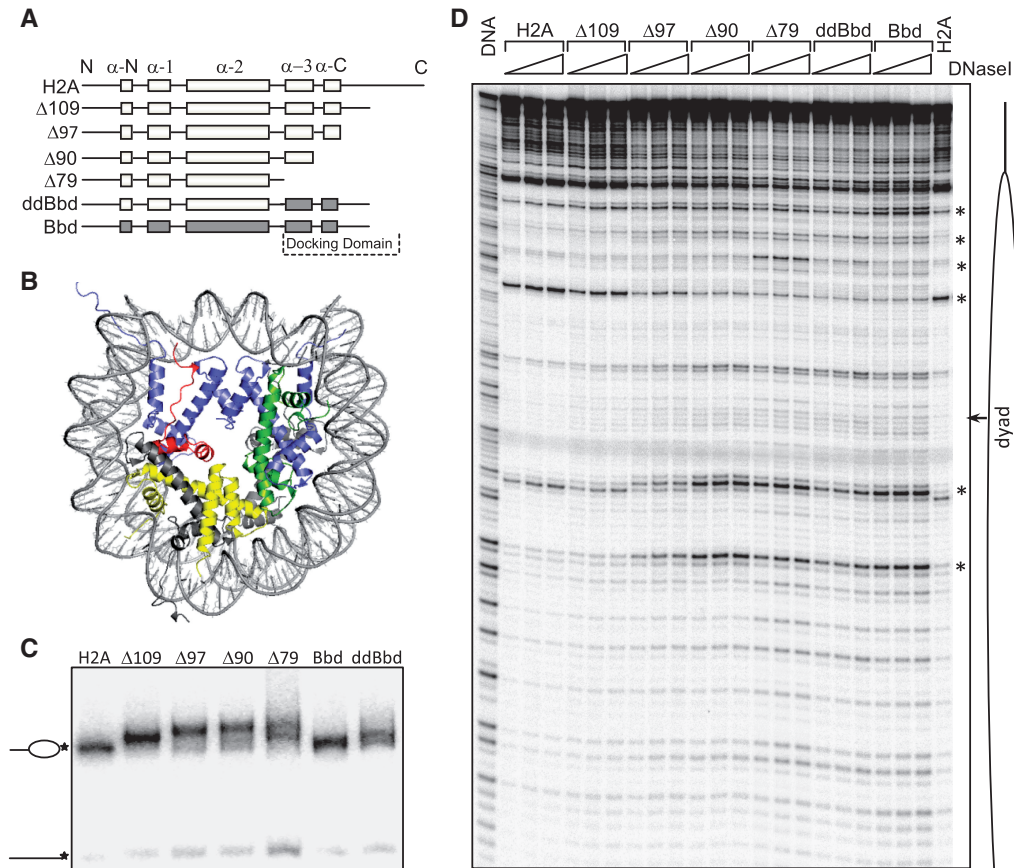 A
N α-N α-1 α-2 α−3 α-C C
H2A
Δ109
Δ97
Δ90
Δ79
ddBbd
Bbd
Docking Domain
B
C
H2A Δ109 Δ97 Δ90 Δ79 Bbd ddBbd
★
★
D
DNA H2A Δ109 Δ97 Δ90 Δ79 ddBbd Bbd H2A
DNaseI
*
*
*
*
dyad
*
*